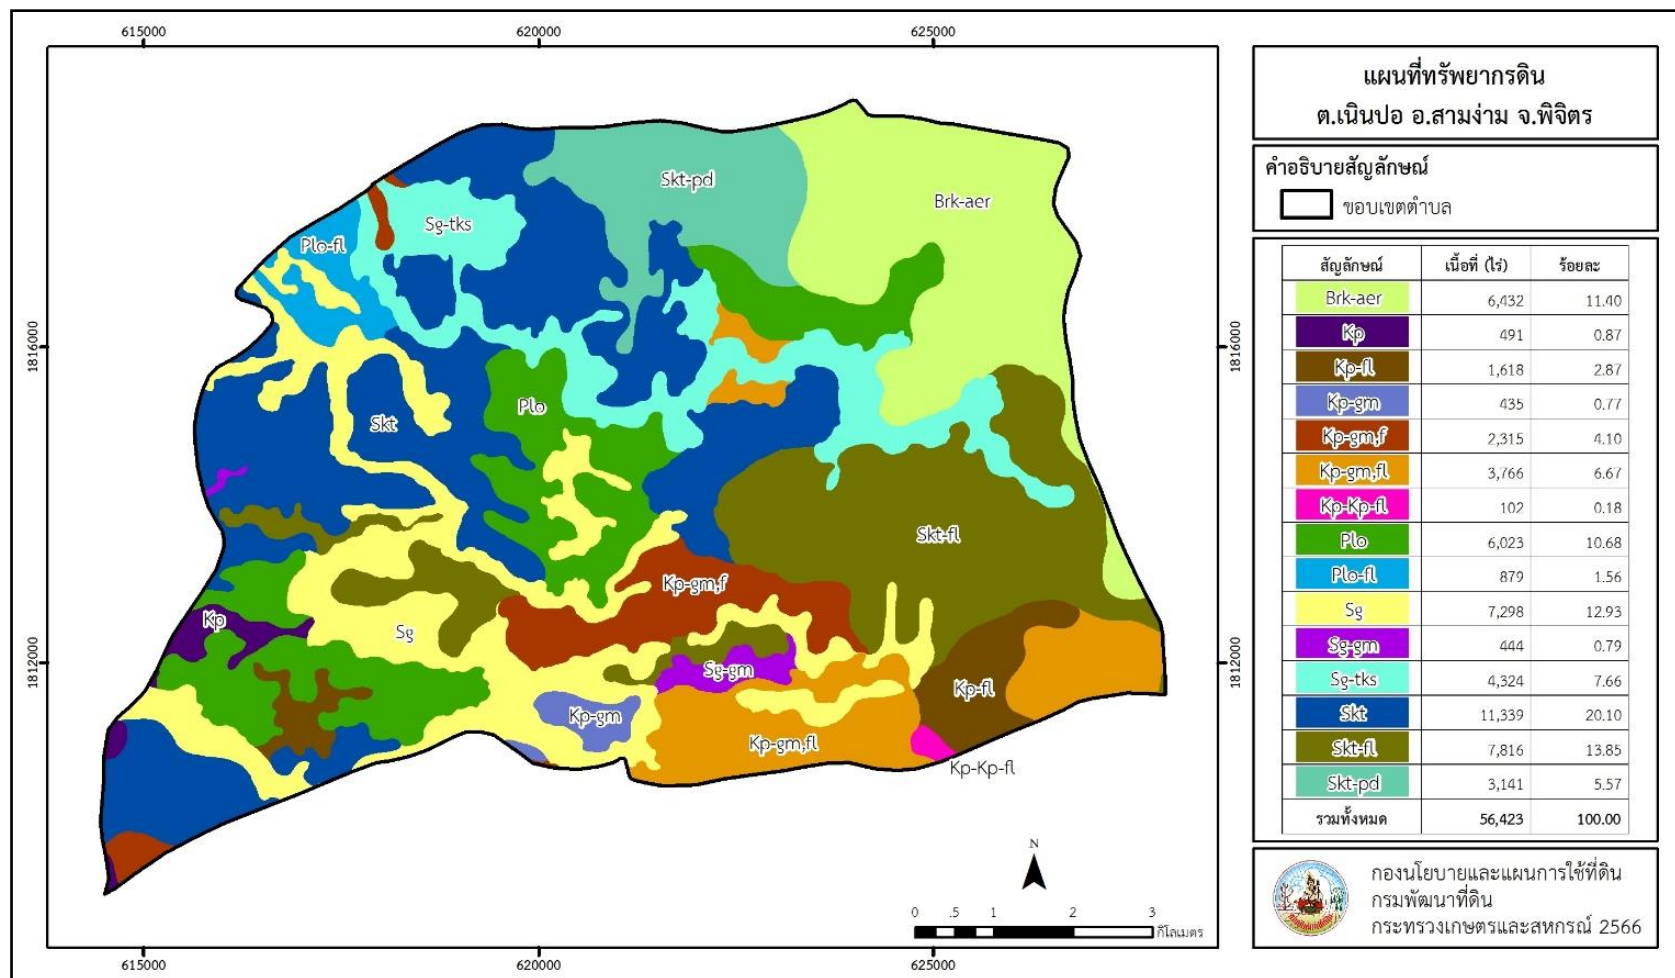 615000 620000 625000
แผนที่ทรัพยากรดิน
ต.เนินปอ อ.สามง่าม จ.พิจิตร
คำอธิบายสัญลักษณ์
ขอบเขตตำบล
สัญลักษณ์ เนื้อที่ (ไร่) ร้อยละ
Brk-aer 6,432 11.40
Kp 491 0.87
Kp-fl 1,618 2.87
Kp-gm 435 0.77
Kp-gm,f 2,315 4.10
Kp-gm,fl 3,766 6.67
Kp-Kp-fl 102 0.18
Plo 6,023 10.68
Plo-fl 879 1.56
Sg 7,298 12.93
Sg-gm 444 0.79
Sg-tks 4,324 7.66
Skt 11,339 20.10
Skt-fl 7,816 13.85
Skt-pd 3,141 5.57
รวมทั้งหมด 56,423 100.00
กองนโยบายและแผนการใช้ที่ดิน
กรมพัฒนาที่ดิน
กระทรวงเกษตรและสหกรณ์ 2566
Skt-pd
Brk-aer
Sg-tks
Plo-fl
1816000 1816000
Plo
Skt
Skt-fl
Kp-gm,f
Kp
Sg
1812000 1812000
Sg-gm
Kp-fl
Kp-gm
Kp-gm,fl
Kp-Kp-fl
N
0 .5 1 2 3
กิโลเมตร
615000 620000 625000